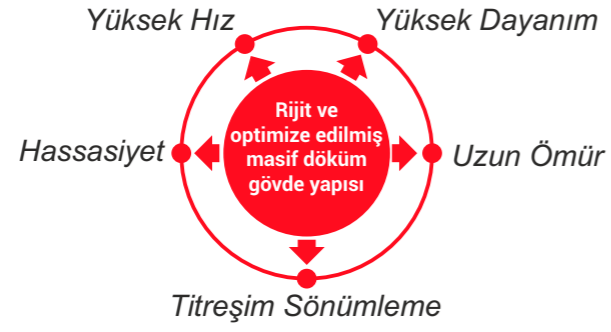 Yüksek Hız
Yüksek Dayanım
Rijit ve
optimize edilmiş
masif döküm
gövde yapısı
Hassasiyet
Uzun Ömür
Titreşim Sönümleme